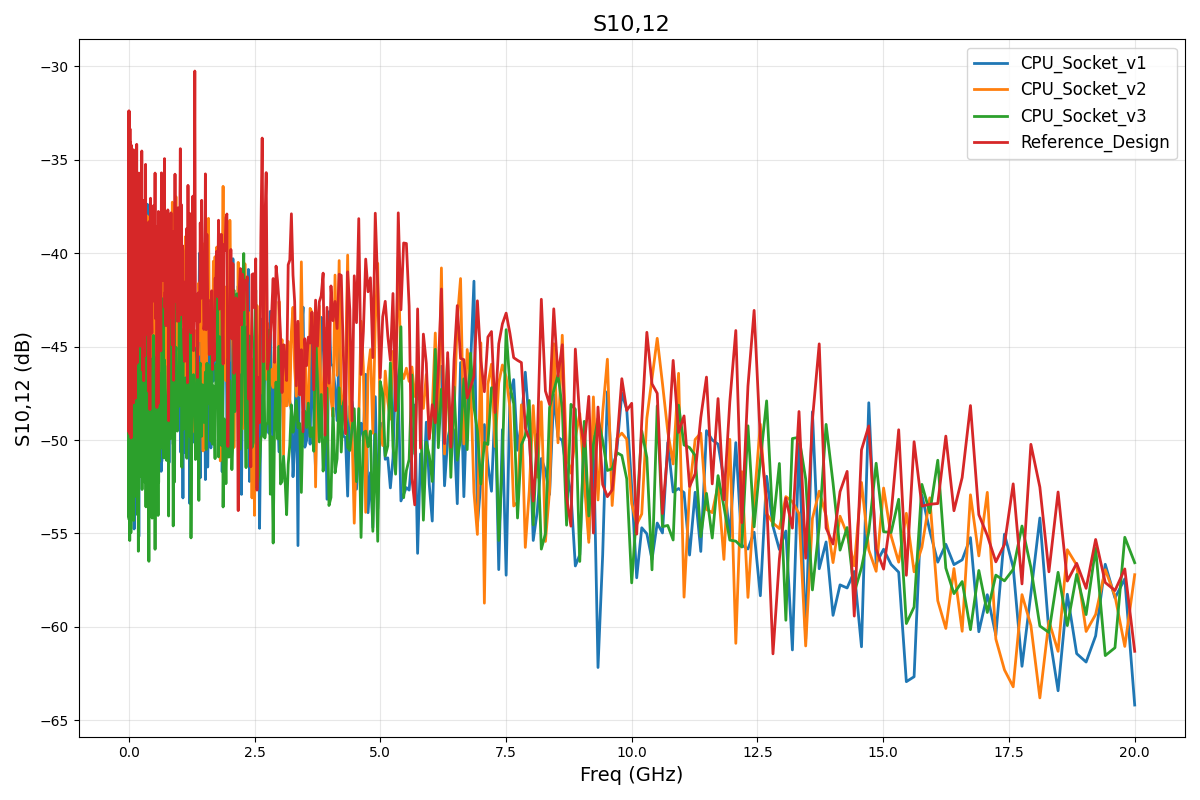 S10,12
CPU_Socket_v1
CPU_Socket_v2
CPU_Socket_v3
Reference_Design
S10,12 (dB)
−30
−35
−40
−45
−50
−55
−60
−65
0.0 2.5 5.0 7.5 10.0 12.5 15.0 17.5 20.0
Freq (GHz)